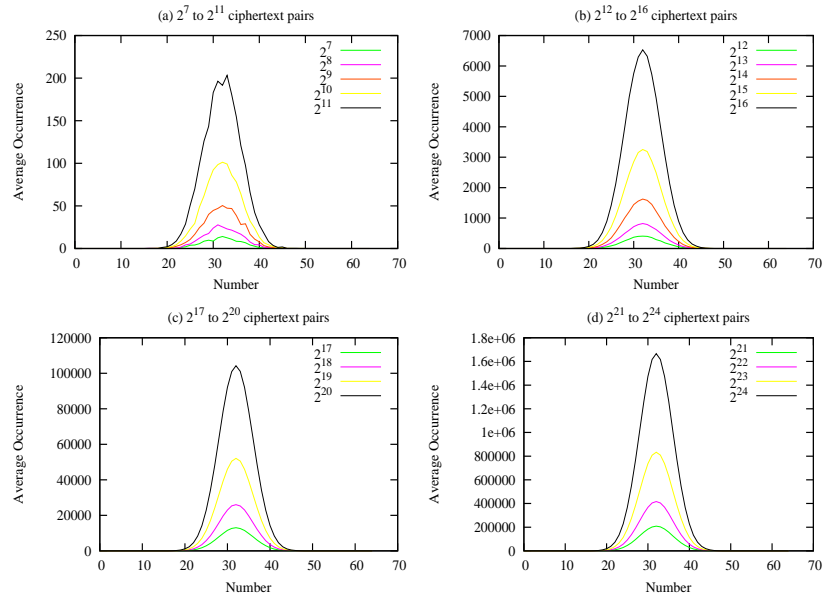 (a) 2^7 to 2^11 ciphertext pairs
250
200
150
100
50
0
0 10 20 30 40 50 60 70
Average Occurrence
Number
2^7
2^8
2^9
2^10
2^11
(b) 2^12 to 2^16 ciphertext pairs
7000
6000
5000
4000
3000
2000
1000
0
0 10 20 30 40 50 60 70
Average Occurrence
Number
2^12
2^13
2^14
2^15
2^16
(c) 2^17 to 2^20 ciphertext pairs
120000
100000
80000
60000
40000
20000
0
0 10 20 30 40 50 60 70
Average Occurrence
Number
2^17
2^18
2^19
2^20
(d) 2^21 to 2^24 ciphertext pairs
1.8e+06
1.6e+06
1.4e+06
1.2e+06
1e+06
800000
600000
400000
200000
0
0 10 20 30 40 50 60 70
Average Occurrence
Number
2^21
2^22
2^23
2^24